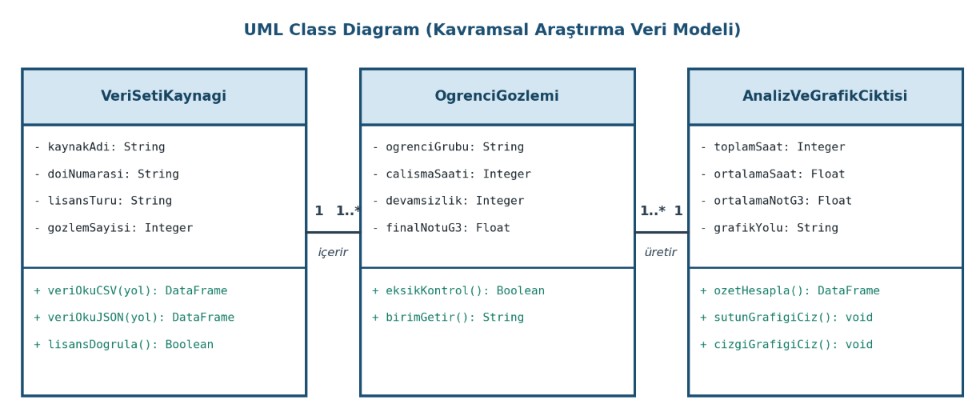 UML Class Diagram (Kavramsal Araştırma Veri Modeli)
VeriSetiKaynagi
- kaynakAdi: String
- doiNumarasi: String
- lisansTuru: String
- gozlemSayisi: Integer
+ veriOkuCSV(yol): DataFrame
+ veriOkuJSON(yol): DataFrame
+ lisansDogrula(): Boolean
1 1..*
içerir
OgrenciGozlemi
- ogrenciGrubu: String
- calismaSaati: Integer
- devamsizlik: Integer
- finalNotuG3: Float
+ eksikKontrol(): Boolean
+ birimGetir(): String
1..* 1
üretir
AnalizVeGrafikCiktisi
- toplamSaat: Integer
- ortalamaSaat: Float
- ortalamaNotG3: Float
- grafikYolu: String
+ ozetHesapla(): DataFrame
+ sutunGrafigiCiz(): void
+ cizgiGrafigiCiz(): void